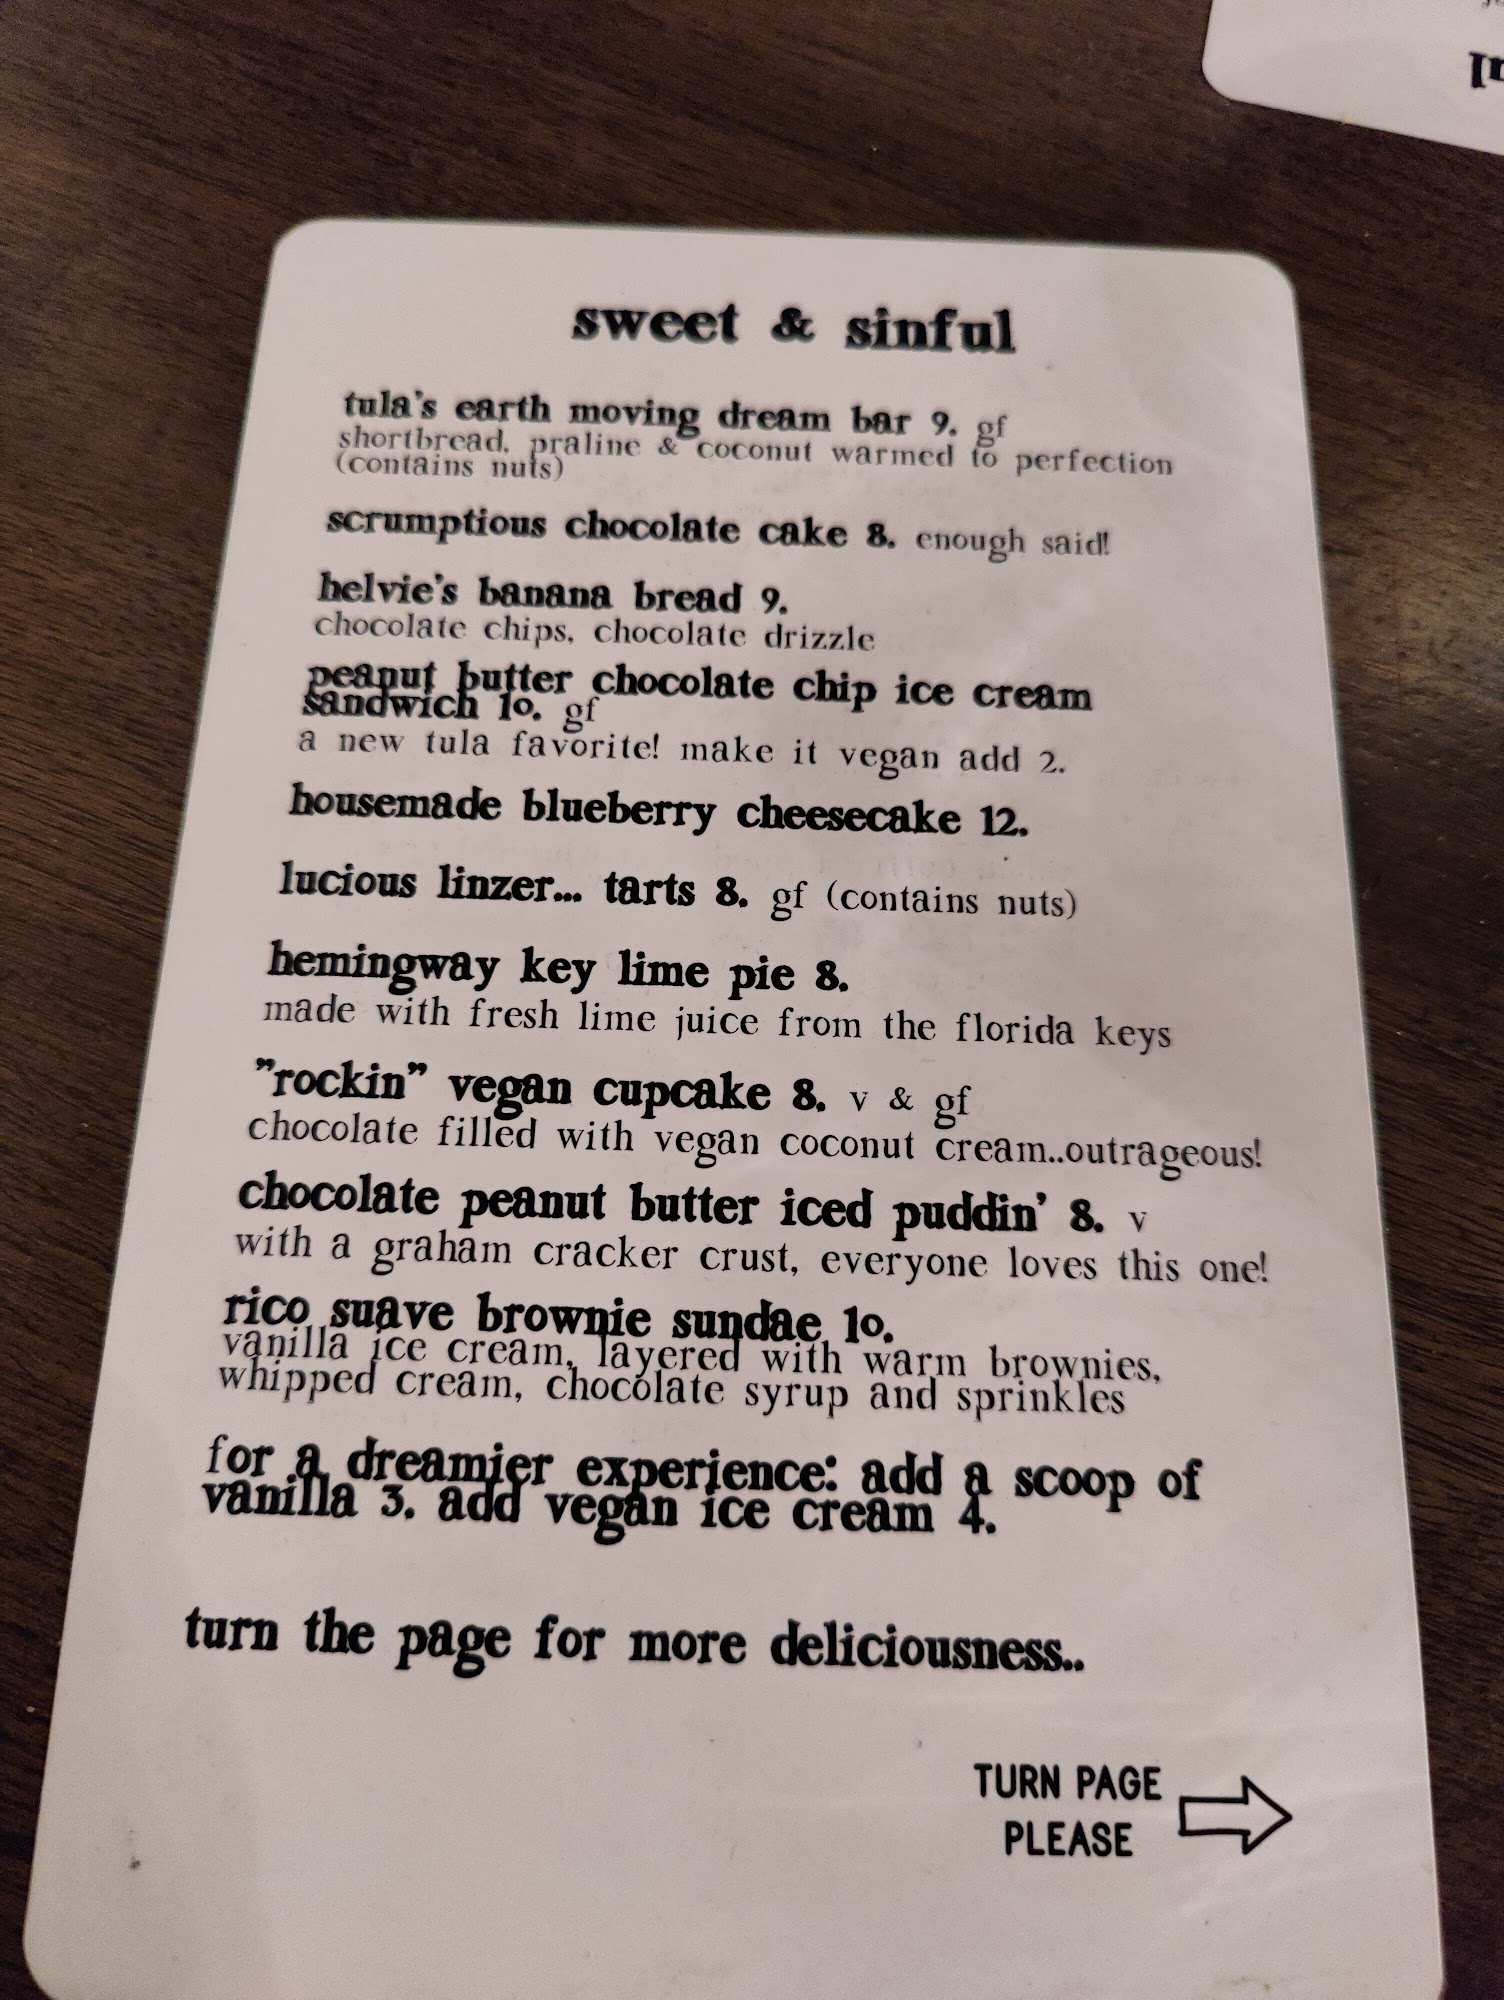 sweet & sinful
tula's earth moving dream bar 9. gf
shortbread, praline & coconut warmed to perfection
(contains nuts)
scrumptious chocolate cake 8. enough said!
helvie's banana bread 9.
chocolate chips, chocolate drizzle
peanut butter chocolate chip ice cream
sandwich 10. gf
a new tula favorite! make it vegan add 2.
housemade blueberry cheesecake 12.
lucious linzer... tarts 8. gf (contains nuts)
hemingway key lime pie 8.
made with fresh lime juice from the florida keys
"rockin" vegan cupcake 8. v & gf
chocolate filled with vegan coconut cream..outrageous!
chocolate peanut butter iced puddin' 8. v
with a graham cracker crust, everyone loves this one!
rico suave brownie sundae 10.
vanilla ice cream, layered with warm brownies,
whipped cream, chocolate syrup and sprinkles
for a dreamier experience: add a scoop of
vanilla 3. add vegan ice cream 4.
turn the page for more deliciousness..
TURN PAGE
PLEASE